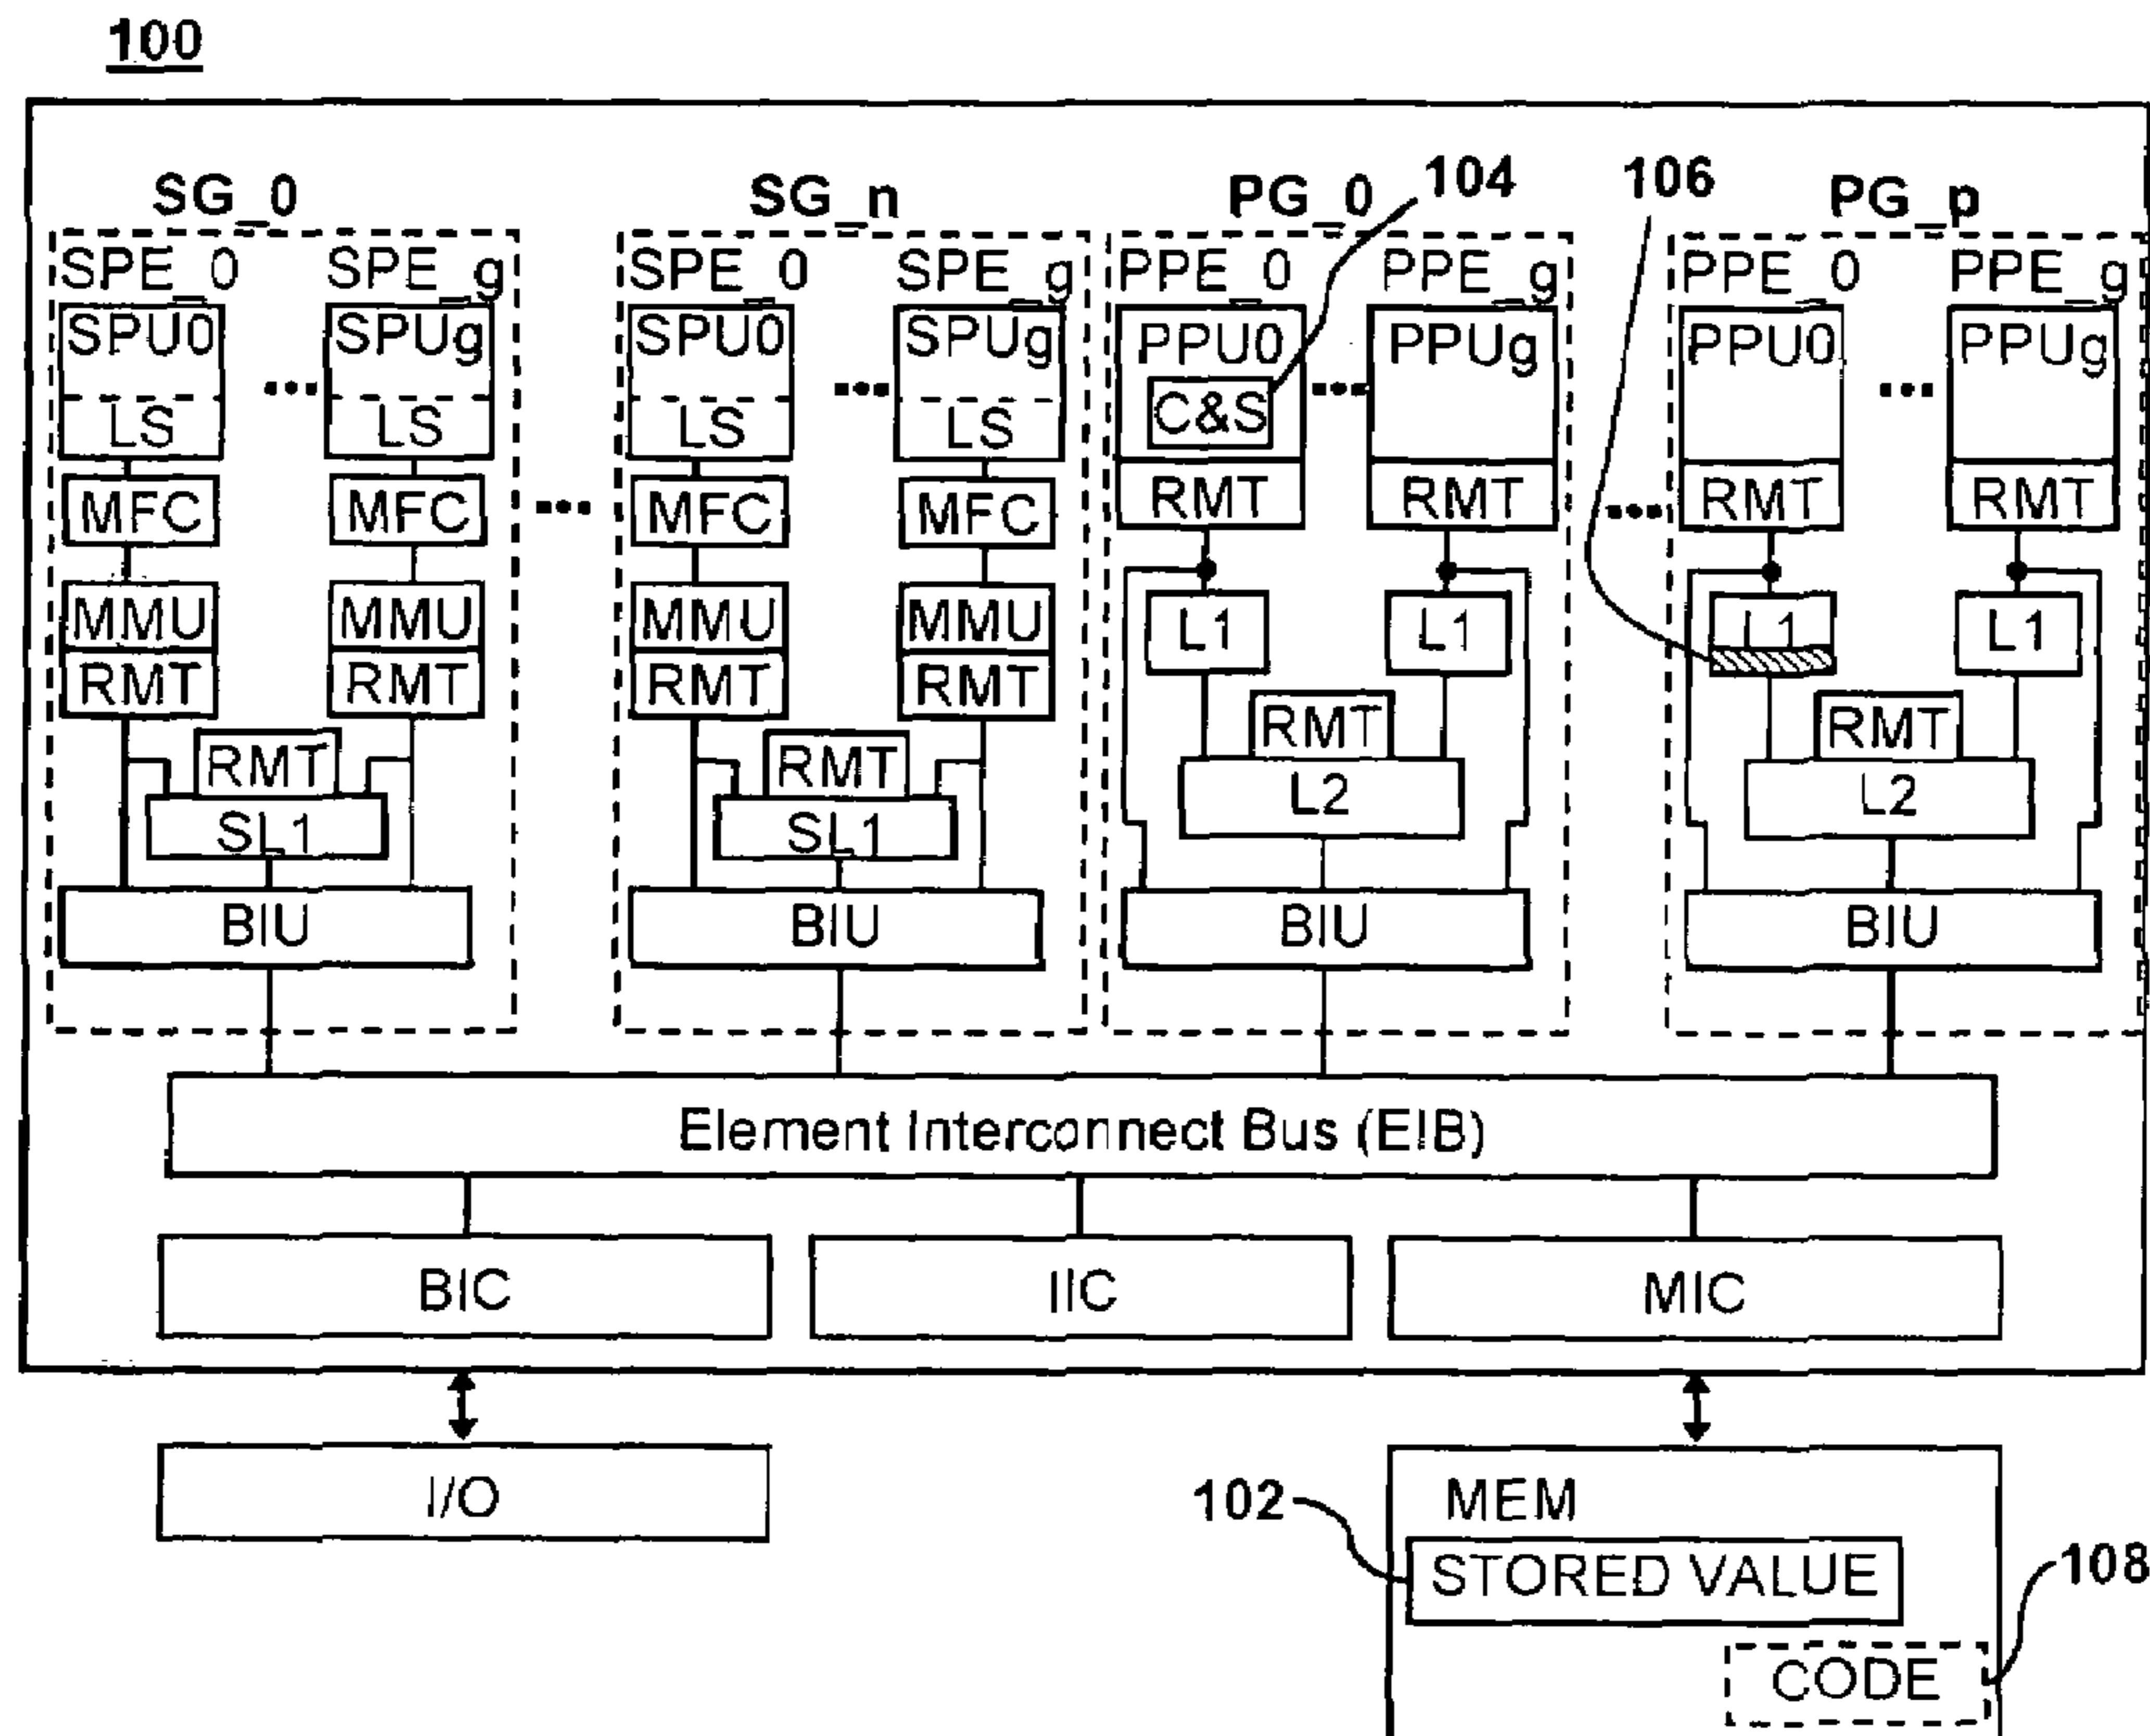 100
SG_0 SG_n PG_0 104 106 PG_p
SPE_0 SPE_g SPE_0 SPE_g PPE_0 PPE_g PPE_0 PPE_g
SPU0 SPUg SPU0 SPUg PPU0 PPUg PPU0 PPUg
LS LS LS LS C&S
MFC MFC MFC MFC RMT RMT RMT RMT
MMU MMU MMU MMU L1 L1 L1 L1
RMT RMT RMT RMT
RMT RMT RMT RMT
SL1 SL1 L2 L2
BIU BIU BIU BIU
Element Interconnect Bus (EIB)
BIC IIC MIC
I/O
MEM
102
STORED VALUE
108
CODE